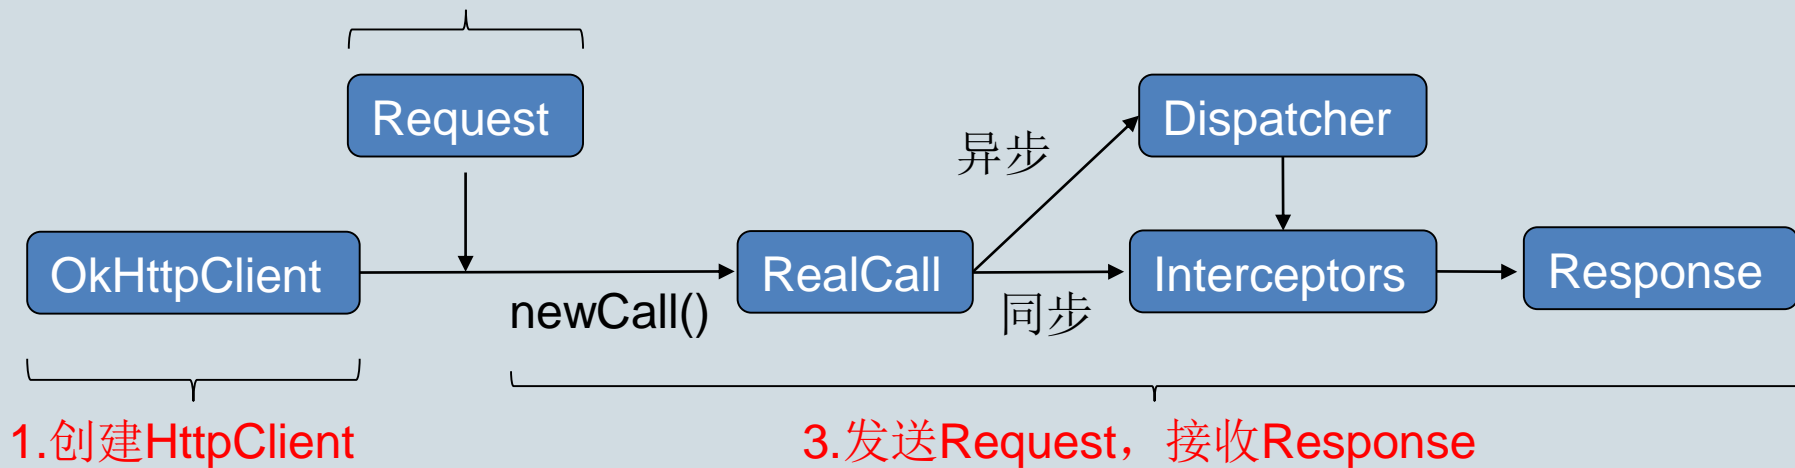 Request
Dispatcher
异步
OkHttpClient
RealCall
Interceptors
Response
newCall()
同步
1.创建HttpClient
3.发送Request，接收Response